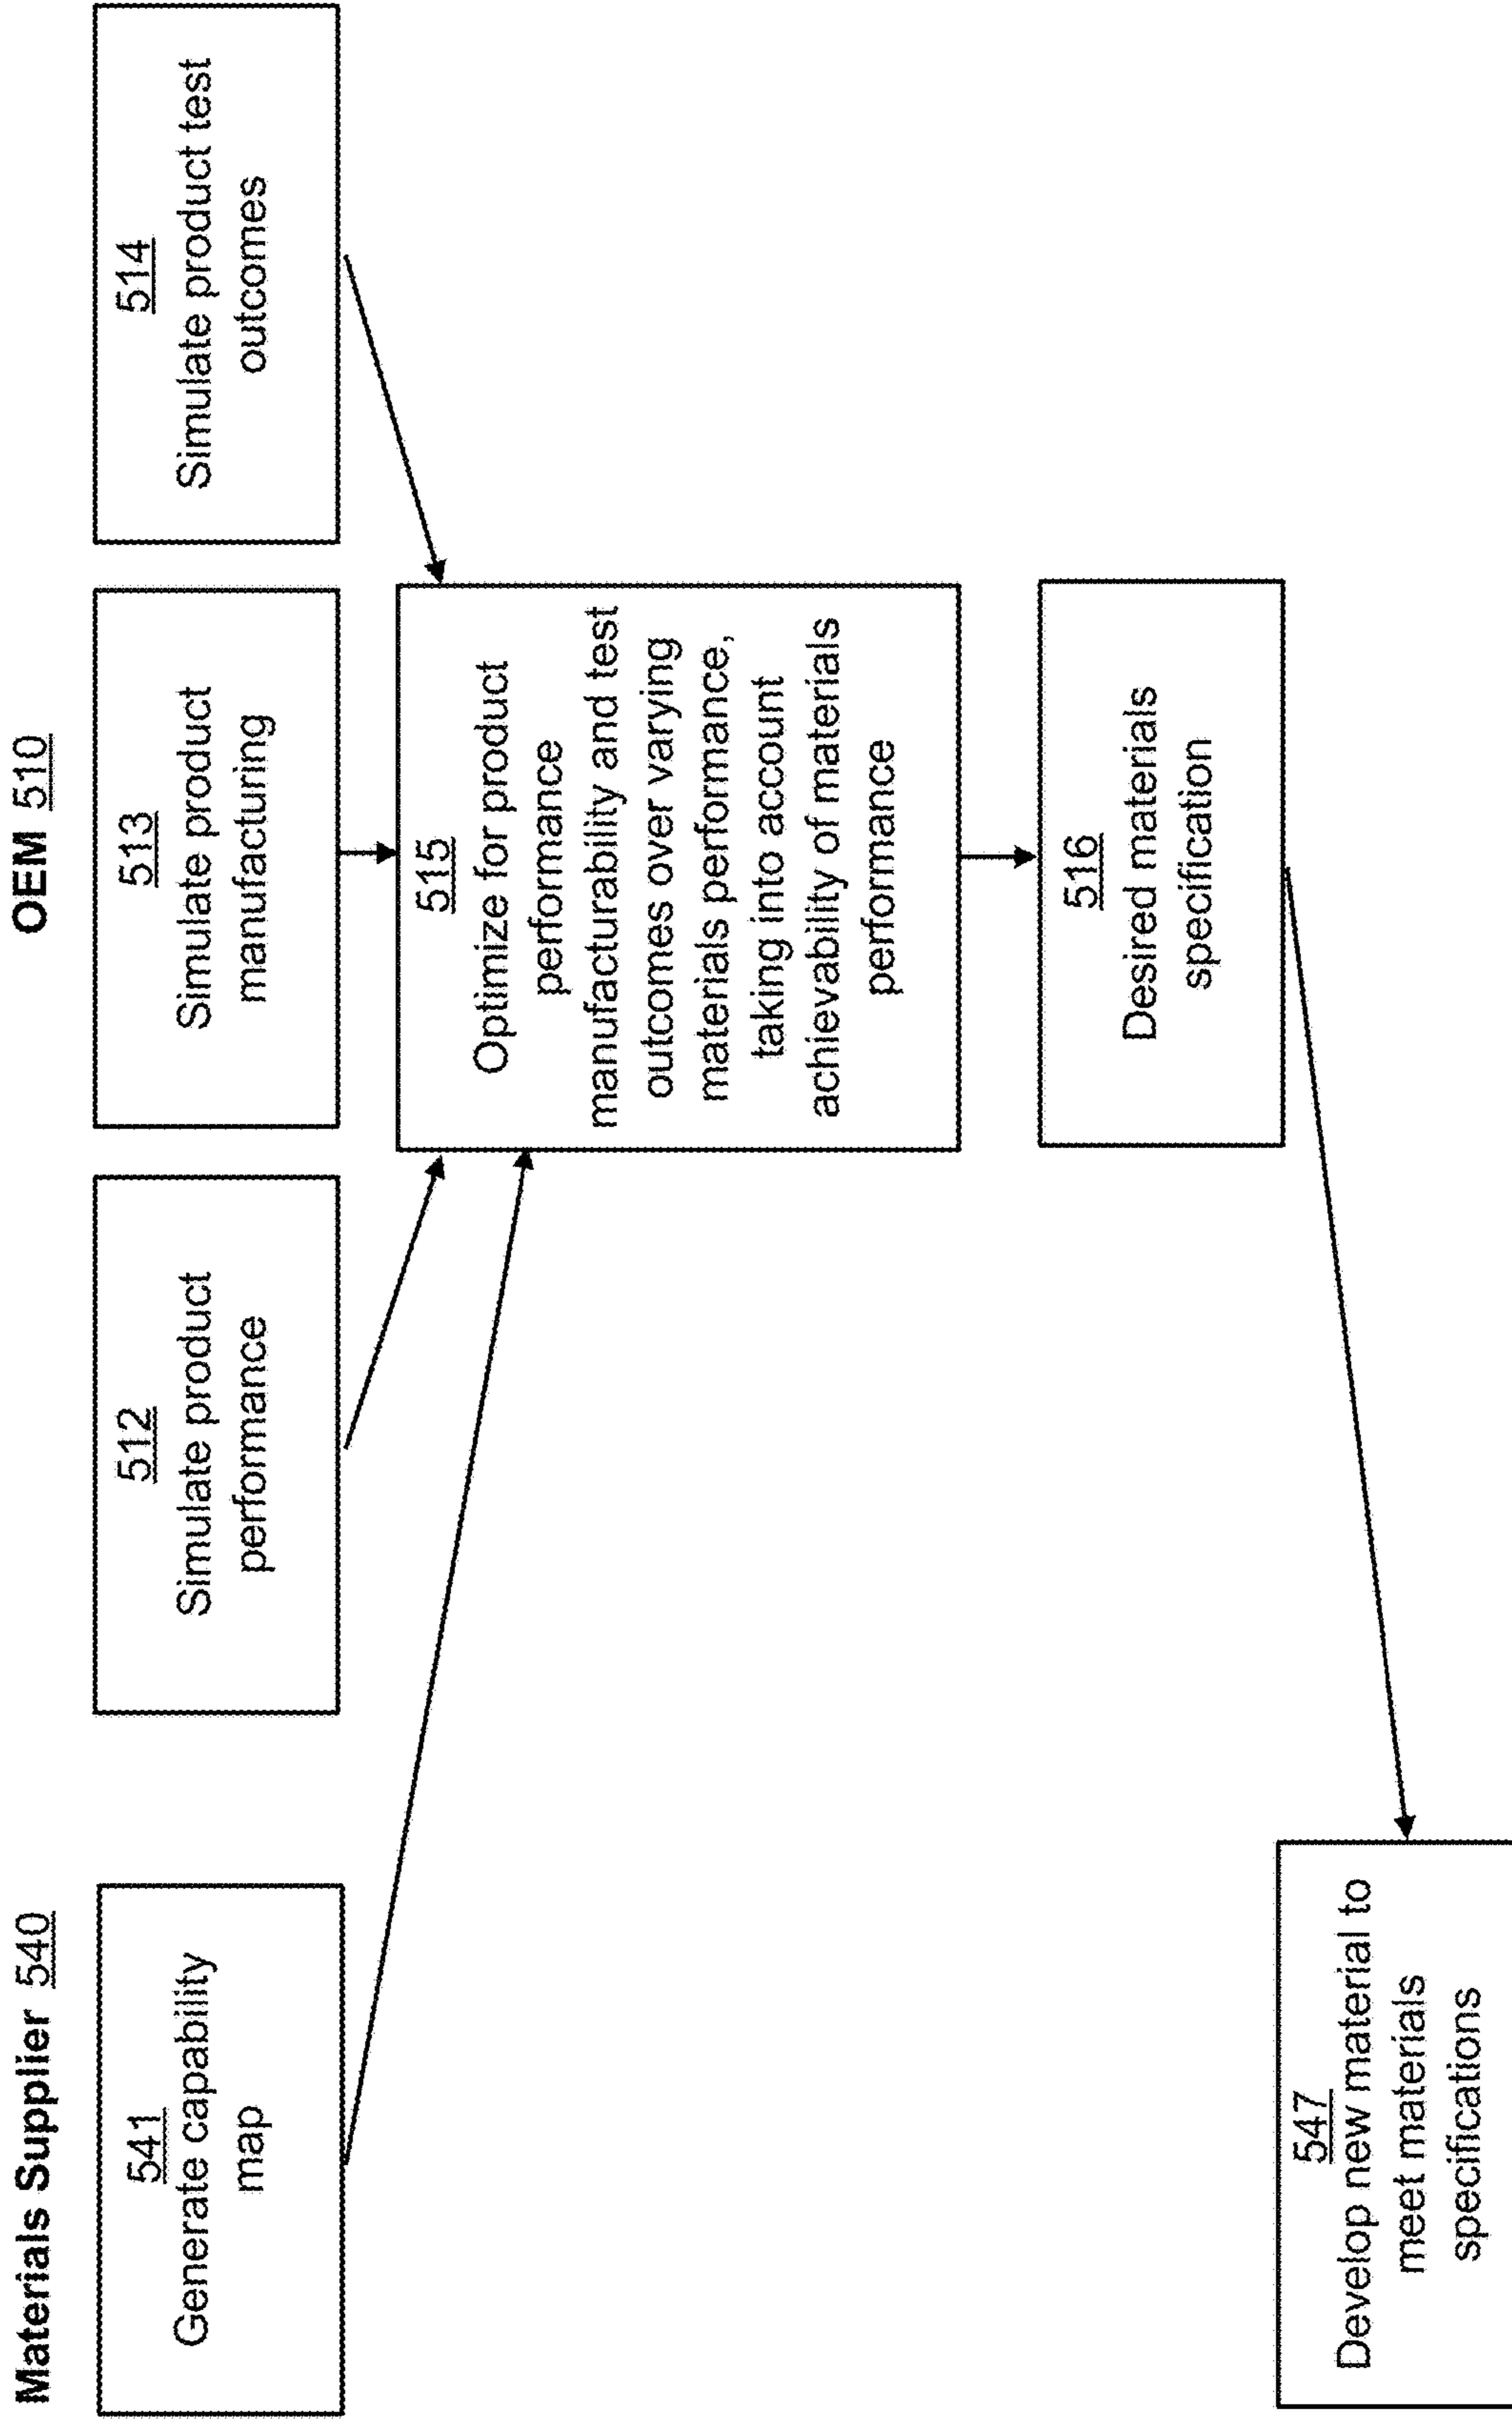 Materials Supplier 540
OEM 510
541
Generate capability
map
512
Simulate product
performance
513
Simulate product
manufacturing
514
Simulate product test
outcomes
515
Optimize for product
performance
manufacturability and test
outcomes over varying
materials performance,
taking into account
achievability of materials
performance
516
Desired materials
specification
547
Develop new material to
meet materials
specifications